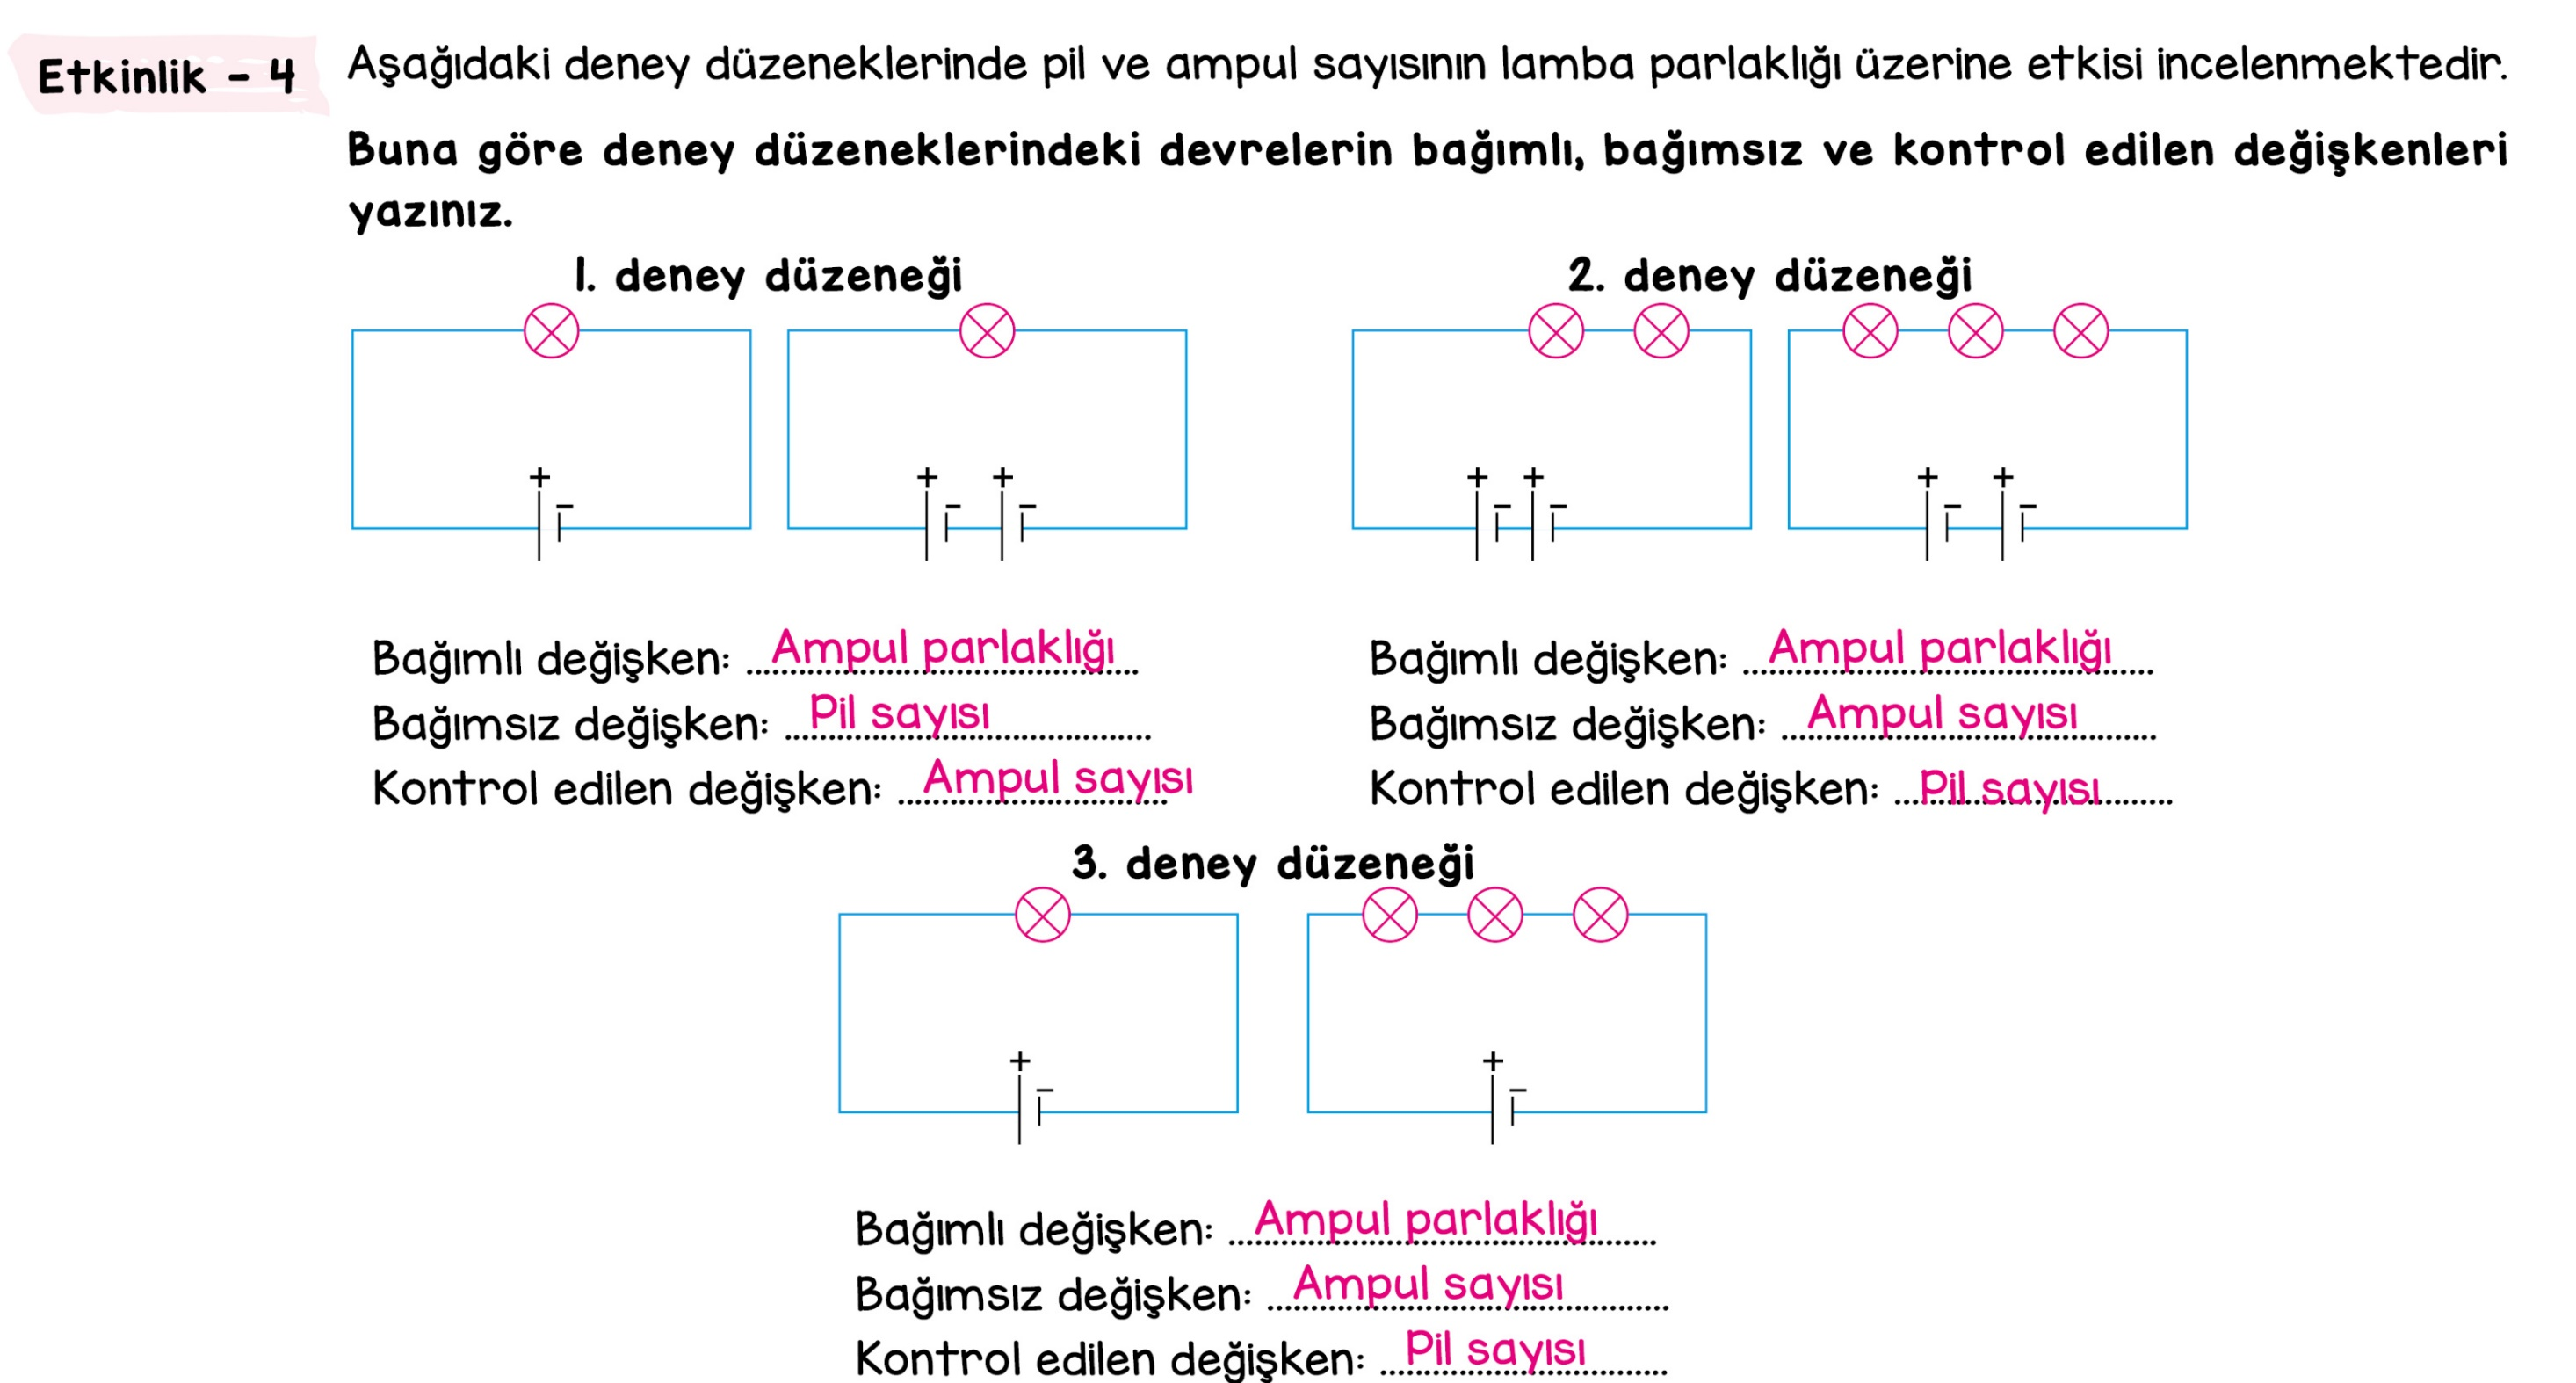 Etkinlik - 4
Aşağıdaki deney düzeneklerinde pil ve ampul sayısının lamba parlaklığı üzerine etkisi incelenmektedir.
Buna göre deney düzeneklerindeki devrelerin bağımlı, bağımsız ve kontrol edilen değişkenleri
yazınız.
1. deney düzeneği
+ -
+ - + -
Bağımlı değişken: Ampul parlaklığı
Bağımsız değişken: Pil sayısı
Kontrol edilen değişken: Ampul sayısı
2. deney düzeneği
+ - + -
+ - + -
Bağımlı değişken: Ampul parlaklığı
Bağımsız değişken: Ampul sayısı
Kontrol edilen değişken: Pil sayısı
3. deney düzeneği
+ -
+ -
Bağımlı değişken: Ampul parlaklığı
Bağımsız değişken: Ampul sayısı
Kontrol edilen değişken: Pil sayısı